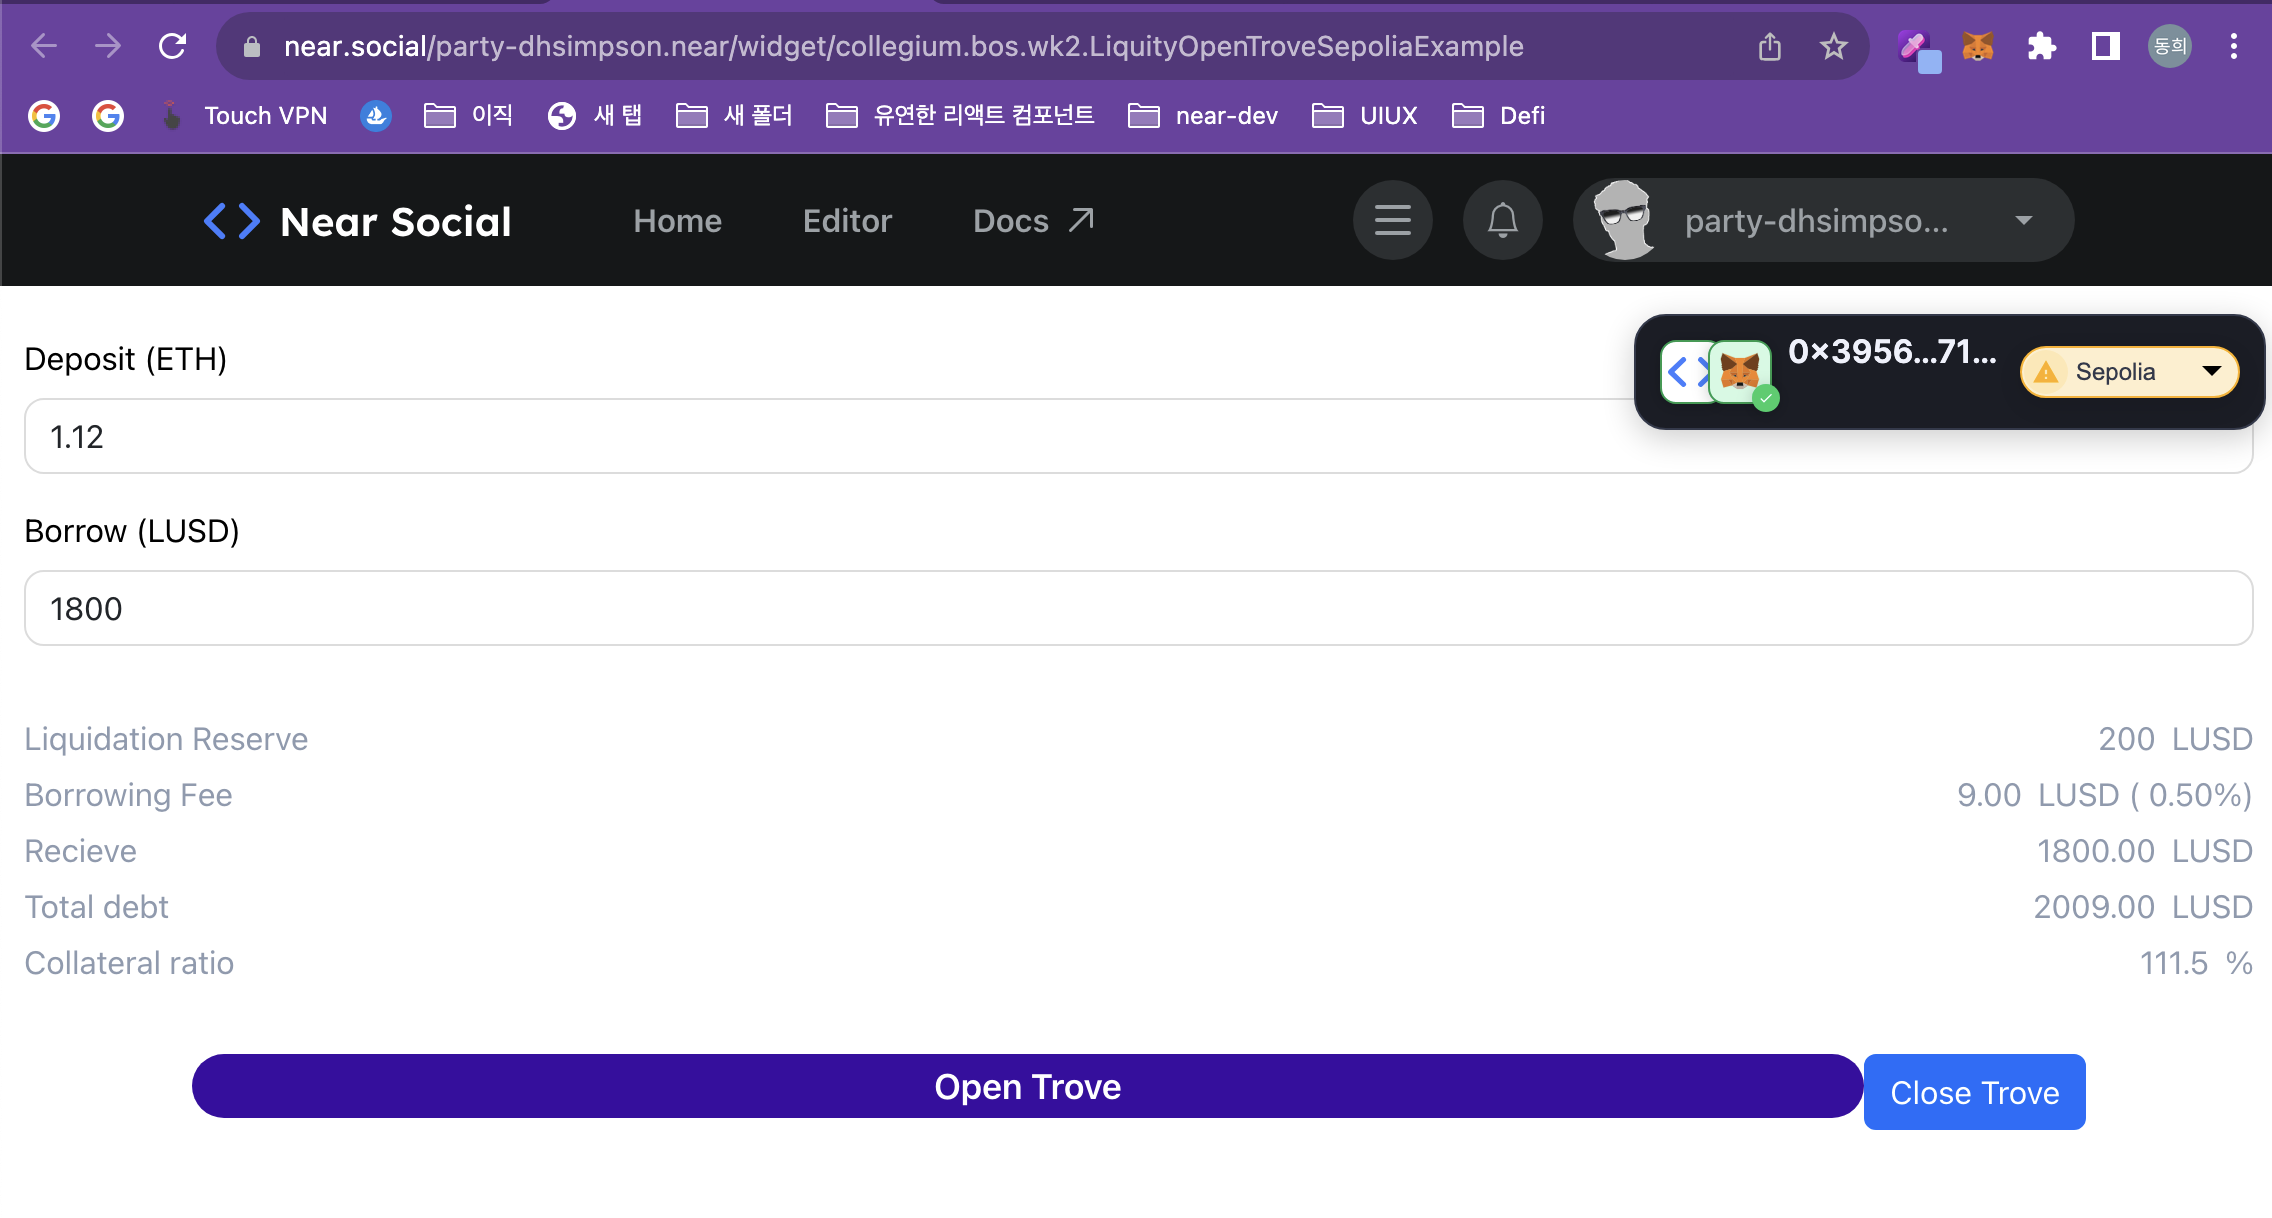 near.social/party-dhsimpson.near/widget/collegium.bos.wk2.LiquityOpenTroveSepoliaExample
동희
Touch VPN 이직 새 탭 새 폴더 유연한 리액트 컴포넌트 near-dev UIUX Defi
Near Social Home Editor Docs party-dhsimpso...
0×3956...71... Sepolia
Deposit (ETH)
1.12
Borrow (LUSD)
1800
Liquidation Reserve 200 LUSD
Borrowing Fee 9.00 LUSD ( 0.50%)
Recieve 1800.00 LUSD
Total debt 2009.00 LUSD
Collateral ratio 111.5 %
Open Trove Close Trove